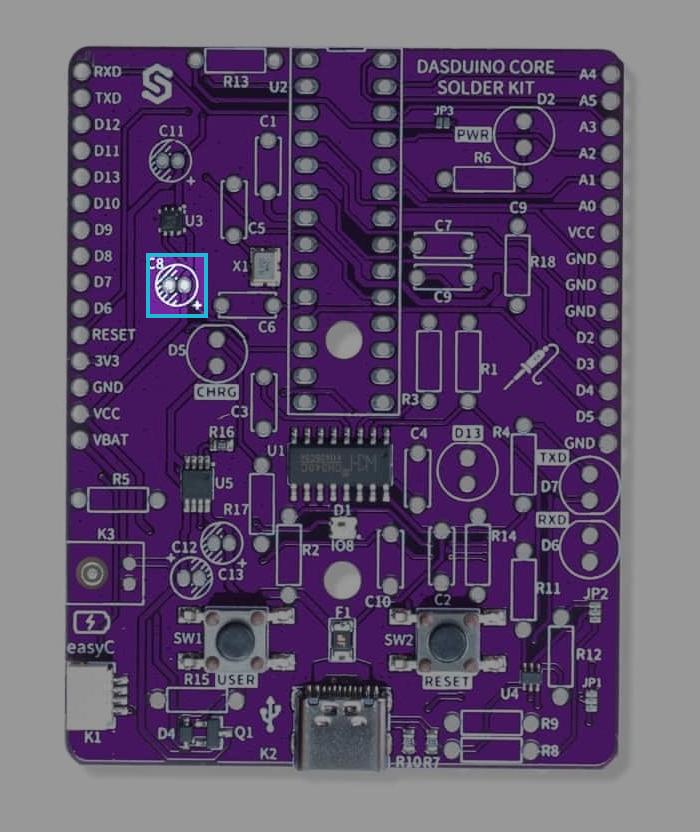 RXD
TXD
D12
D11
D13
D10
D9
D8
D7
D6
RESET
3V3
GND
VCC
VBAT
R13
U2
DASDUINO CORE
SOLDER KIT
JP3
D2
PWR
R6
A4
A5
A3
A2
A1
A0
VCC
GND
GND
GND
D2
D3
D4
D5
GND
C11
+
C1
U3
C5
C7
C9
R18
C9
X1
C8
+
C6
D5
CHRG
R3
R1
C3
R16
U1
CH340C
C4
D13
R4
TXD
D7
RXD
D6
R5
U5
R17
D1
IO8
R2
R14
K3
C12
+
+
C13
C10
C2
R11
JP2
easyC
SW1
F1
SW2
R12
USER
RESET
R15
U4
JP1
K1
D4
Q1
K2
R10
R7
R9
R8